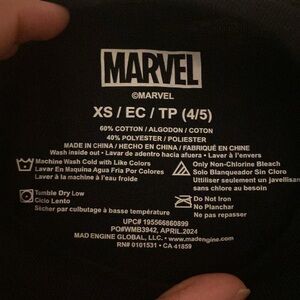 MARVEL
©MARVEL
XS / EC / TP (4/5)
60% COTTON / ALGODON / COTON
40% POLYESTER / POLIESTER
MADE IN CHINA / HECHO EN CHINA / FABRIQUÉ EN CHINE
Wash inside out • Lavar de adentro hacia afuera • Laver à l'envers
Machine Wash Cold with Like Colors
Lavar En Maquina Agua Fria Por Colores
Laver à la machine à l'eau froide
Only Non-Chlorine Bleach
Solo Blanqueador Sin Cloro
Utiliser seulement un javellisant
sans chlore
Tumble Dry Low
Ciclo Lento
Sécher par culbutage à basse température
Do Not Iron
No Planchar
Ne pas repasser
UPC# 195566860899
PO#WMB3942, APRIL.2024
MAD ENGINE GLOBAL, LLC. • www.madengine.com
RN# 0101531 • CA 41859